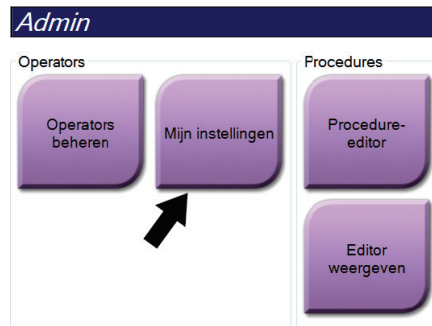 Admin
Operators
Procedures
Operators
beheren
Mijn instellingen
Procedure-
editor
Editor
weergeven